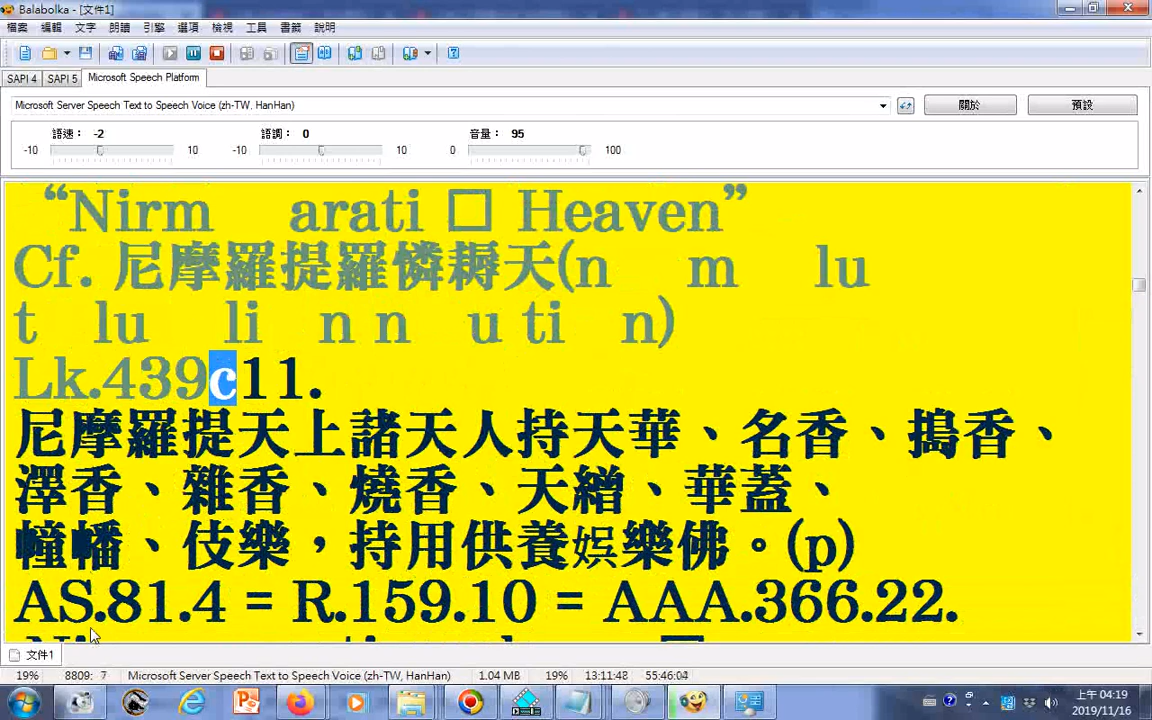 Balabolka - [文件1]
檔案 編輯 文字 朗讀 引擎 選項 檢視 工具 書籤 說明
SAPI 4 SAPI 5 Microsoft Speech Platform
Microsoft Server Speech Text to Speech Voice (zh-TW, HanHan) 關於 預設
語速： -2 語調： 0 音量： 95
-10 10 -10 10 0 100
“Nirm arati □ Heaven”
Cf. 尼摩羅提羅憐耨天(n m lu
t lu li n n u ti n)
Lk.439c11.
尼摩羅提天上諸天人持天華、名香、搗香、
澤香、雜香、燒香、天繒、華蓋、
幢幡、伎樂，持用供養娛樂佛。(p)
AS.81.4 = R.159.10 = AAA.366.22.
文件1
19% 8809: 7 Microsoft Server Speech Text to Speech Voice (zh-TW, HanHan) 1.04 MB 19% 13:11:48 55:46:04
上午 04:19
2019/11/16